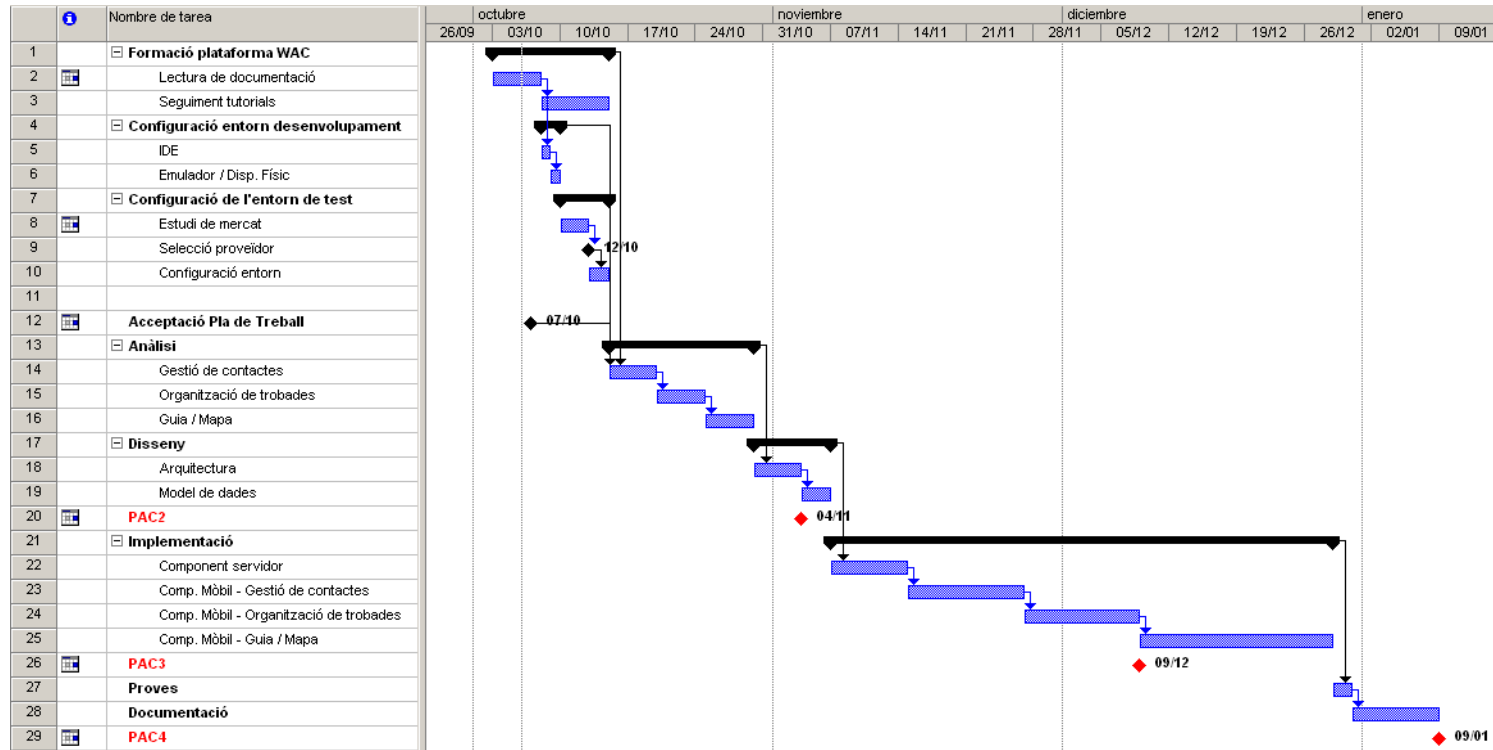 Nombre de tarea
octubre noviembre diciembre enero
26/09 03/10 10/10 17/10 24/10 31/10 07/11 14/11 21/11 28/11 05/12 12/12 19/12 26/12 02/01 09/01
1 Formació plataforma WAC
2 Lectura de documentació
3 Seguiment tutorials
4 Configuració entorn desenvolupament
5 IDE
6 Emulador / Disp. Físic
7 Configuració de l'entorn de test
8 Estudi de mercat
9 Selecció proveïdor 12/10
10 Configuració entorn
11
12 Acceptació Pla de Treball 07/10
13 Anàlisi
14 Gestió de contactes
15 Organització de trobades
16 Guia / Mapa
17 Disseny
18 Arquitectura
19 Model de dades
20 PAC2 04/11
21 Implementació
22 Component servidor
23 Comp. Mòbil - Gestió de contactes
24 Comp. Mòbil - Organització de trobades
25 Comp. Mòbil - Guia / Mapa
26 PAC3 09/12
27 Proves
28 Documentació
29 PAC4 09/01